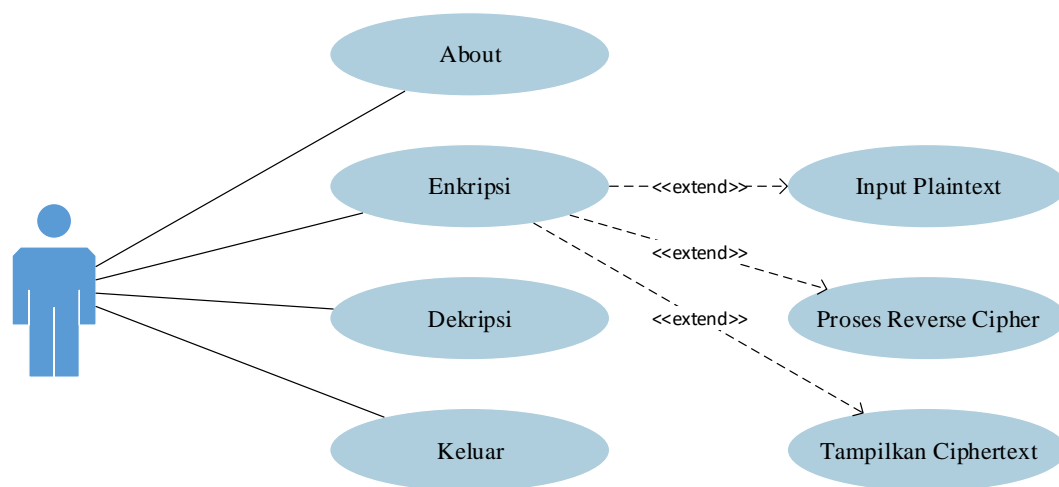 About
Enkripsi
<<extend>>
Input Plaintext
<<extend>>
Dekripsi
<<extend>>
Proses Reverse Cipher
Keluar
Tampilkan Ciphertext